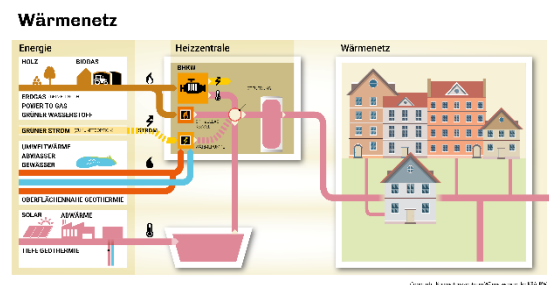 Wärmenetz
Energie
Heizzentrale
Wärmenetz
HOLZ
BIOGAS
BHKW
ERDGAS
POWER TO GAS
GRÜNER WASSERSTOFF
GRÜNER STROM
STROM
UMWELTWÄRME
ABWASSER
GEWÄSSER
OBERFLÄCHENNAHE GEOTHERMIE
SOLAR
ABWÄRME
TIEFE GEOTHERMIE